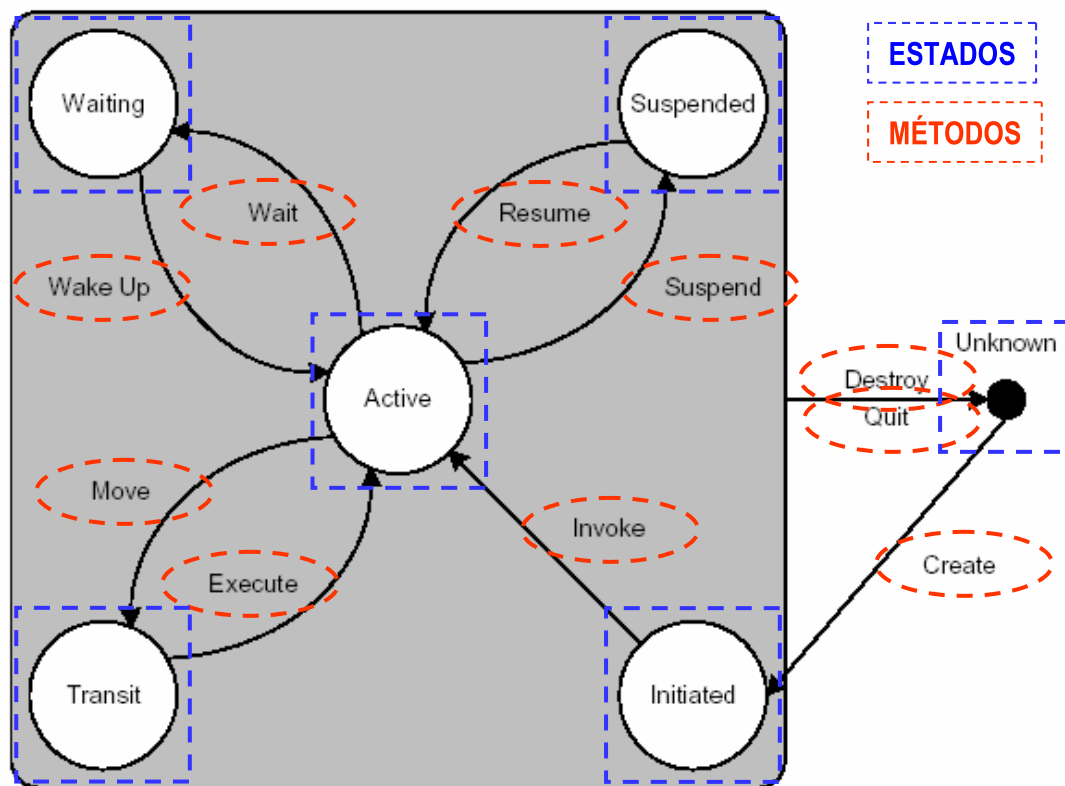 Waiting
Suspended
ESTADOS
MÉTODOS
Wait
Resume
Wake Up
Suspend
Unknown
Destroy
Active
Quit
Move
Invoke
Execute
Create
Transit
Initiated